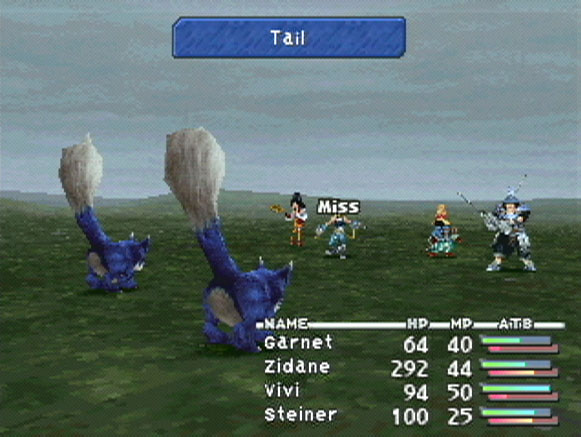 Tail
Miss
NAME HP MP ATB
Garnet 64 40
Zidane 292 44
Vivi 94 50
Steiner 100 25